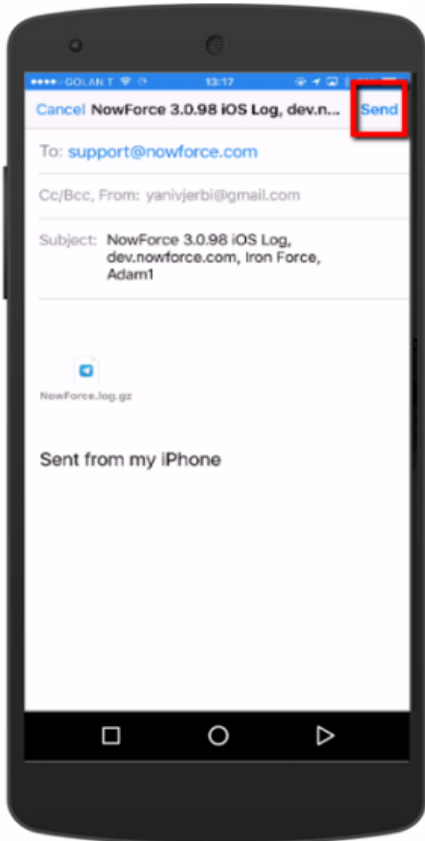 GOLAN T 13:17
Cancel NowForce 3.0.98 iOS Log, dev.n... Send
To: support@nowforce.com
Cc/Bcc, From: yanivjerbi@gmail.com
Subject: NowForce 3.0.98 iOS Log,
dev.nowforce.com, Iron Force,
Adam1
NowForce.log.gz
Sent from my iPhone